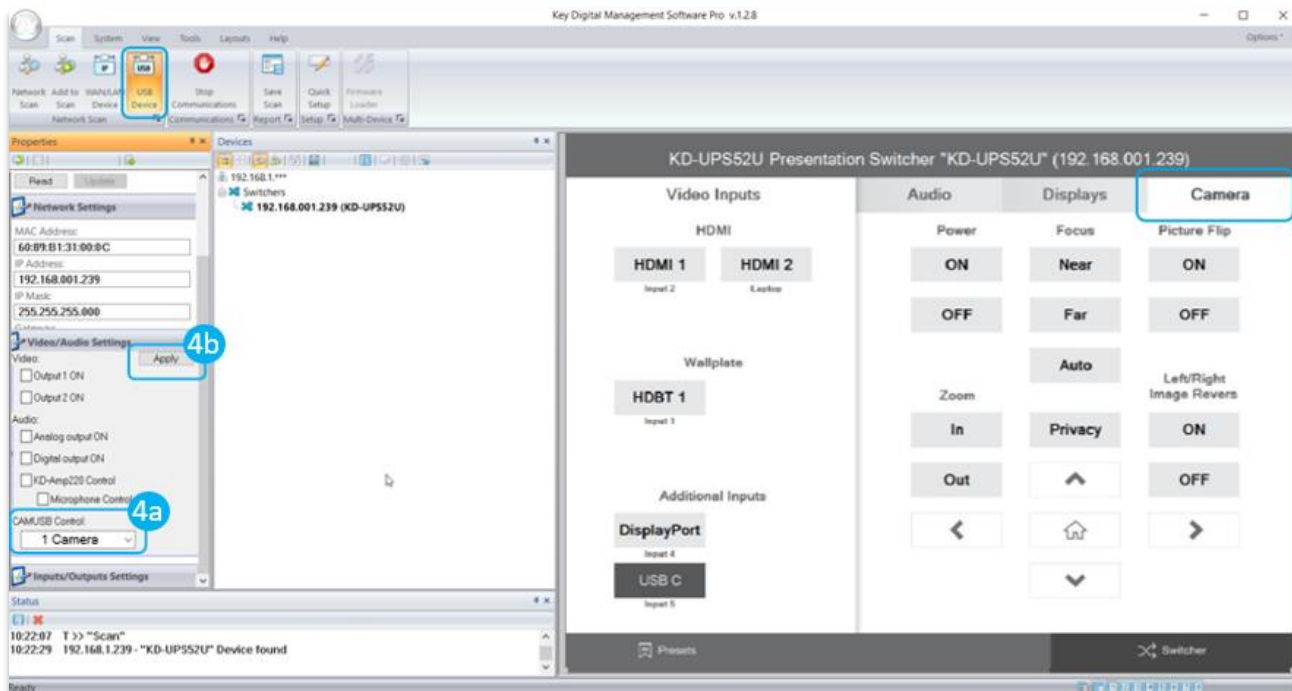 Key Digital Management Software Pro v.1.2.8
Scan System View Tools Layouts Help
Options
Network Scan
Add to Scan
WAN/LAN Device
USB Device
Stop Communications
Save Scan
Quick Setup
Firmware Loader
Network Scan
Communications
Report
Setup
Multi-Device
Properties
Read
Update
Network Settings
MAC Address:
60:89:B1:31:00:0C
IP Address:
192.168.001.239
IP Mask:
255.255.255.000
Video/Audio Settings
4b
Video:
Apply
Output 1 ON
Output 2 ON
Audio:
Analog output ON
Digital output ON
KD-Amp220 Control
Microphone Control
4a
CAMUSB Control:
1 Camera
Inputs/Outputs Settings
Devices
192.168.1.***
Switchers
192.168.001.239 (KD-UPS52U)
Status
10:22:07 T >> "Scan"
10:22:29 192.168.1.239 - "KD-UPS52U" Device found
Ready
KD-UPS52U Presentation Switcher "KD-UPS52U" (192.168.001.239)
Video Inputs
HDMI
HDMI 1
HDMI 2
Input 2
Laptop
Wallplate
HDBT 1
Input 3
Additional Inputs
DisplayPort
Input 4
USB C
Input 5
Audio
Displays
Camera
Power
Focus
Picture Flip
ON
Near
ON
OFF
Far
OFF
Auto
Zoom
Left/Right
Image Revers
In
Privacy
ON
Out
OFF
Presets
Switcher